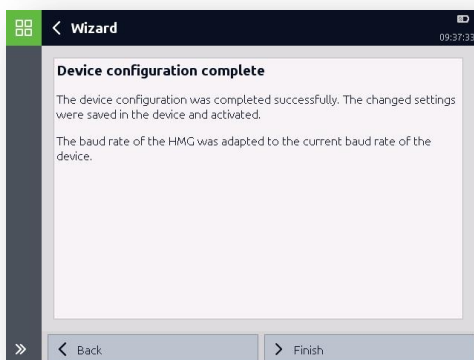 Wizard
09:37:33
Device configuration complete
The device configuration was completed successfully. The changed settings
were saved in the device and activated.
The baud rate of the HMG was adapted to the current baud rate of the
device.
Back
Finish